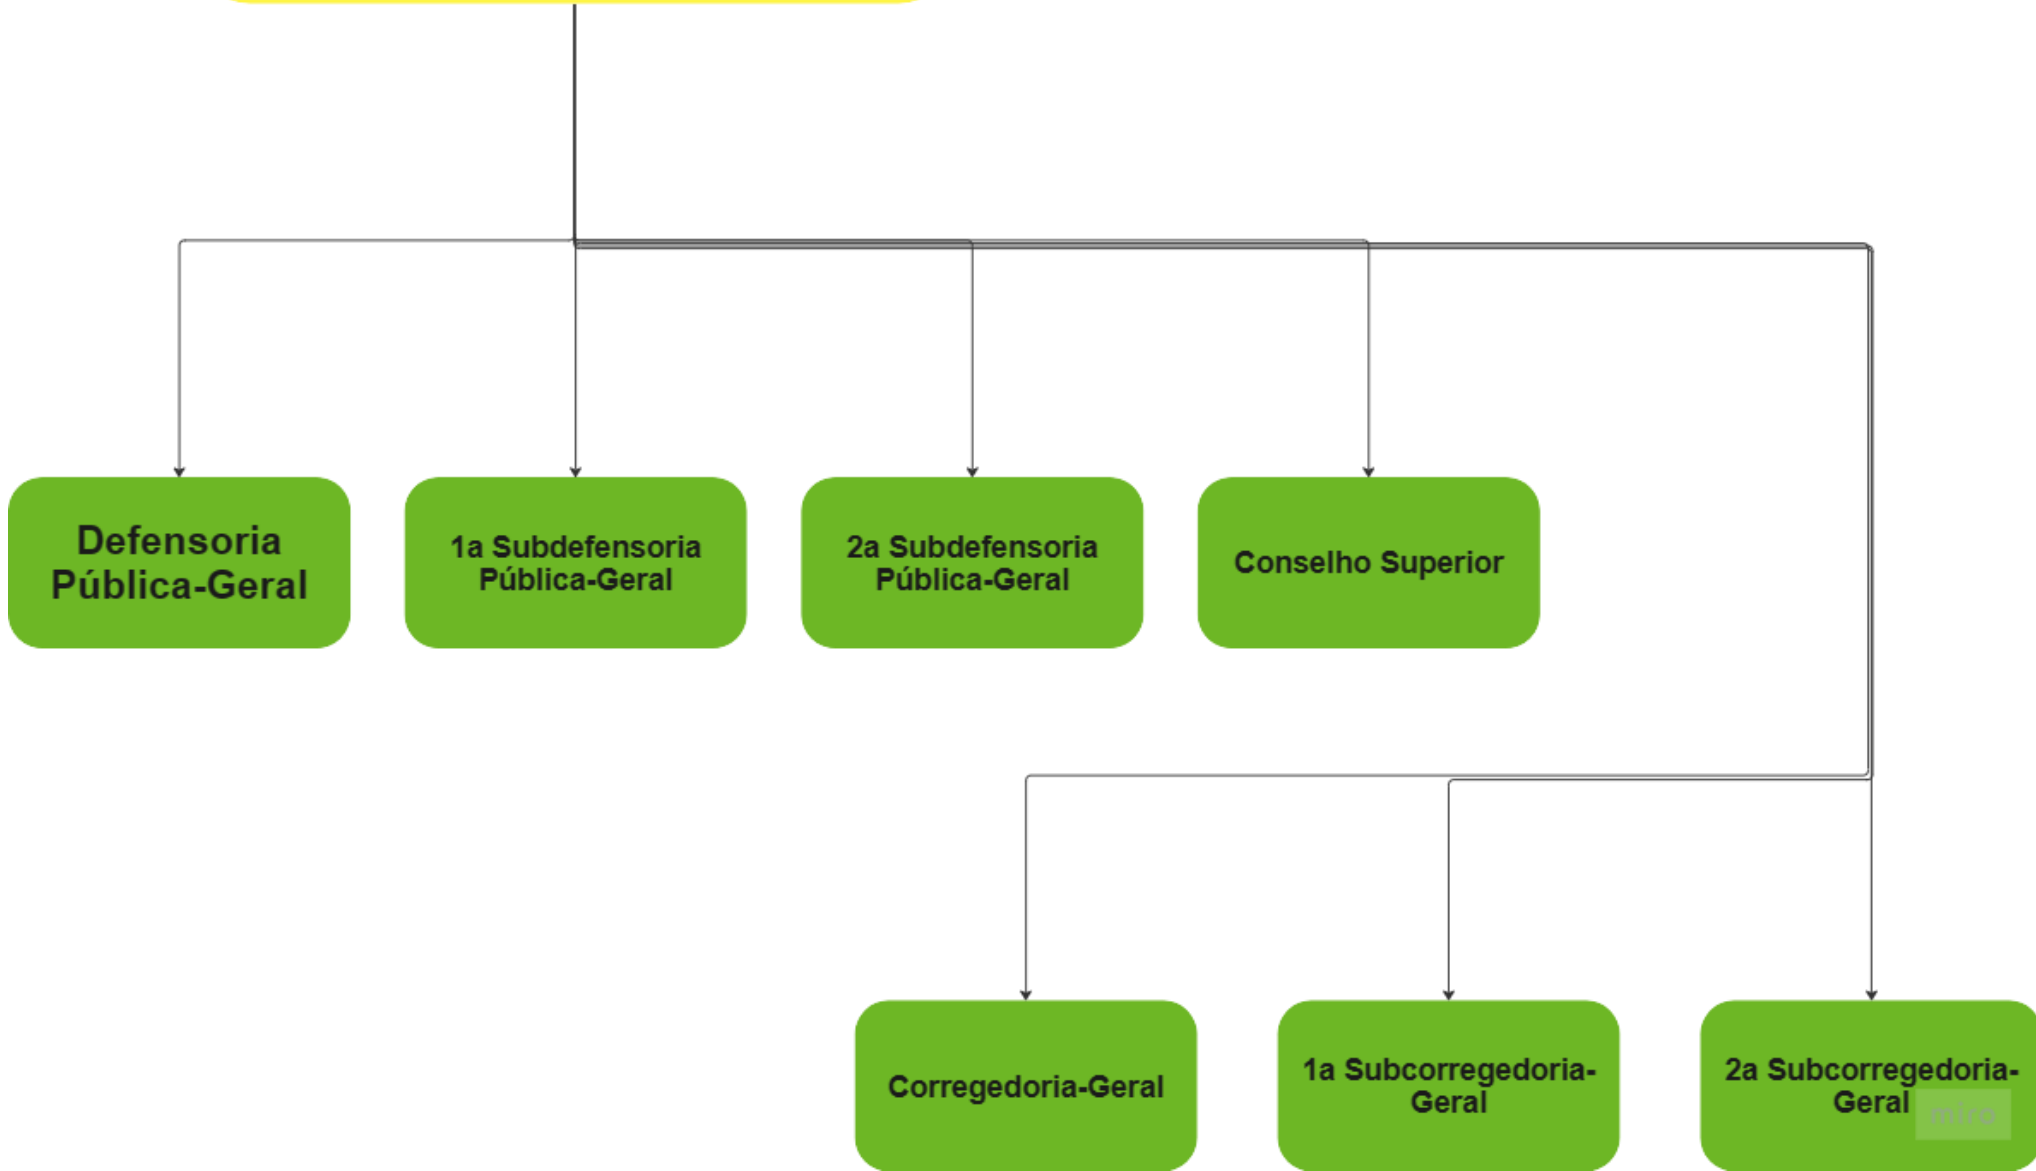 Defensoria
Pública-Geral
1a Subdefensoria
Pública-Geral
2a Subdefensoria
Pública-Geral
Conselho Superior
Corregedoria-Geral
1a Subcorregedoria-
Geral
2a Subcorregedoria-
Geral
miro